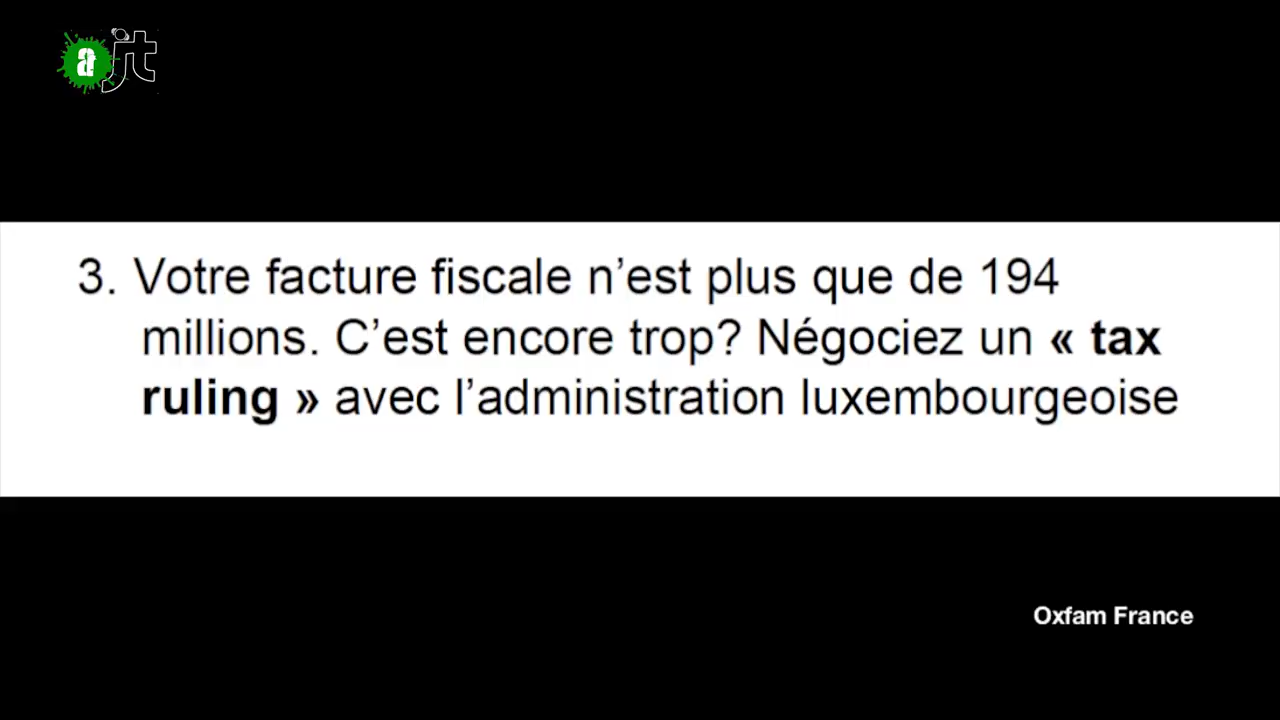 a jt
3. Votre facture fiscale n’est plus que de 194
millions. C’est encore trop? Négociez un « tax
ruling » avec l’administration luxembourgeoise
Oxfam France